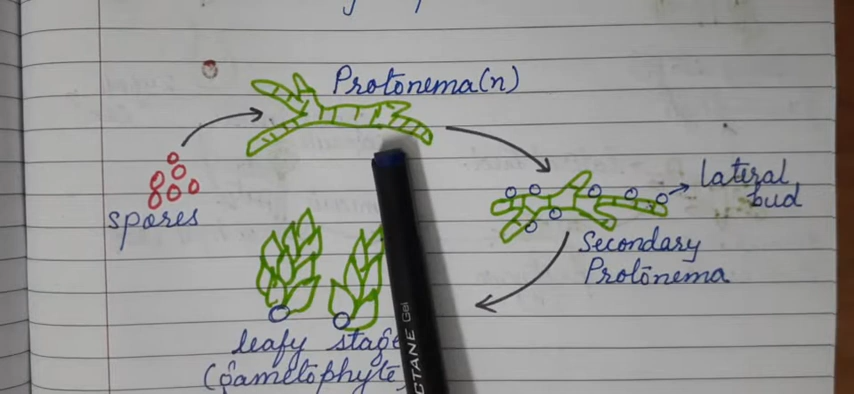 Protonema(n)
lateral
bud
spores
Secondary
Protonema
leafy stage
(gametophyte
OCTANE Gel